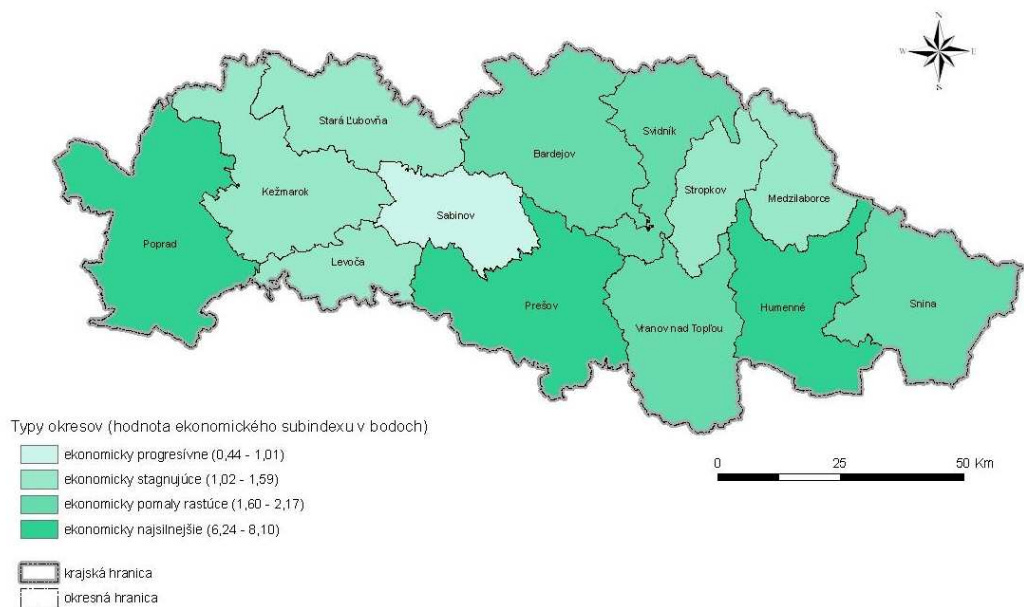 N
W E
S
Stará Ľubovňa
Svidník
Bardejov
Kežmarok
Stropkov
Medzilaborce
Sabinov
Poprad
Levoča
Prešov
Humenné
Snina
Vranov nad Topľou
Typy okresov (hodnota ekonomického subindexu v bodoch)
ekonomicky progresívne (0,44 - 1,01)
ekonomicky stagnujúce (1,02 - 1,59)
ekonomicky pomaly rastúce (1,60 - 2,17)
ekonomicky najsilnejšie (6,24 - 8,10)
0 25 50 Km
krajská hranica
okresná hranica